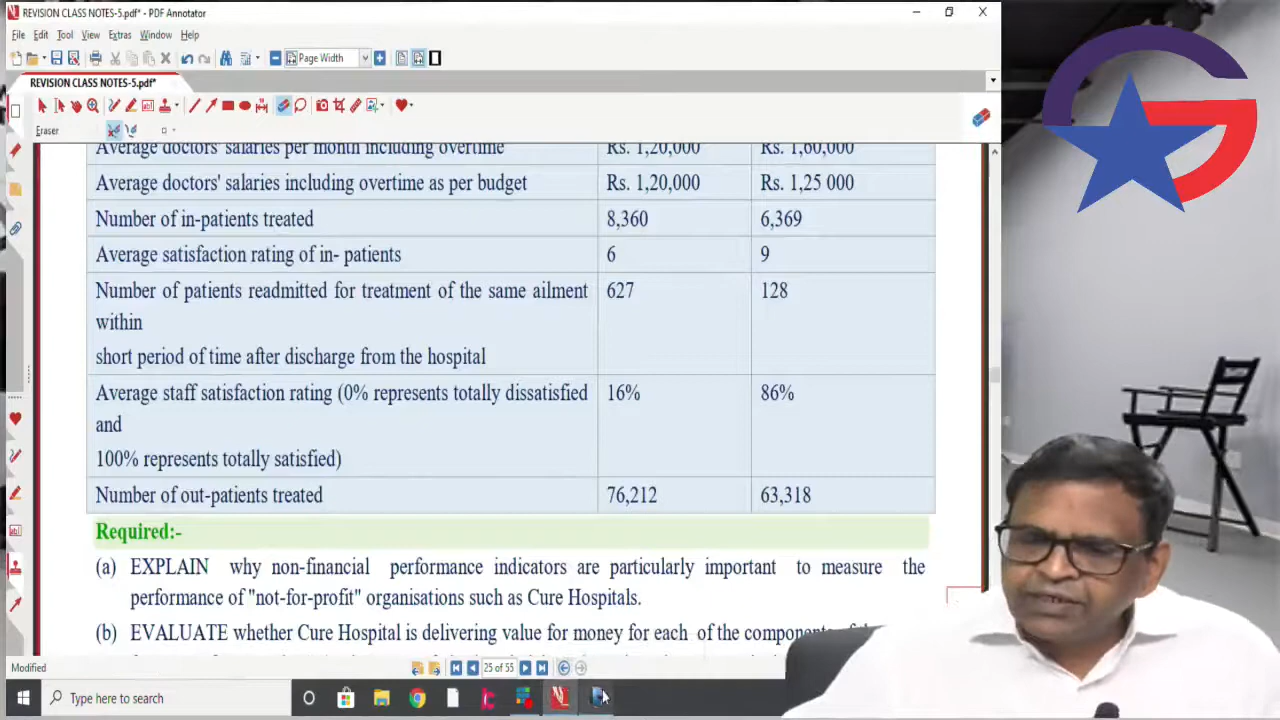 REVISION CLASS NOTES-5.pdf* - PDF Annotator
File Edit Tool Extras View Window Help
Page Width
REVISION CLASS NOTES-5.pdf*
Eraser
Average doctors' salaries per month including overtime Rs. 1,20,000 Rs. 1,60,000
Average doctors' salaries including overtime as per budget Rs. 1,20,000 Rs. 1,25 000
Number of in-patients treated 8,360 6,369
Average satisfaction rating of in- patients 6 9
Number of patients readmitted for treatment of the same ailment 627 128
within
short period of time after discharge from the hospital
Average staff satisfaction rating (0% represents totally dissatisfied 16% 86%
and
100% represents totally satisfied)
Number of out-patients treated 76,212 63,318
Required:-
(a) EXPLAIN why non-financial performance indicators are particularly important to measure the
performance of "not-for-profit" organisations such as Cure Hospitals.
(b) EVALUATE whether Cure Hospital is delivering value for money for each of the components
Modified 25 of 55
Type here to search